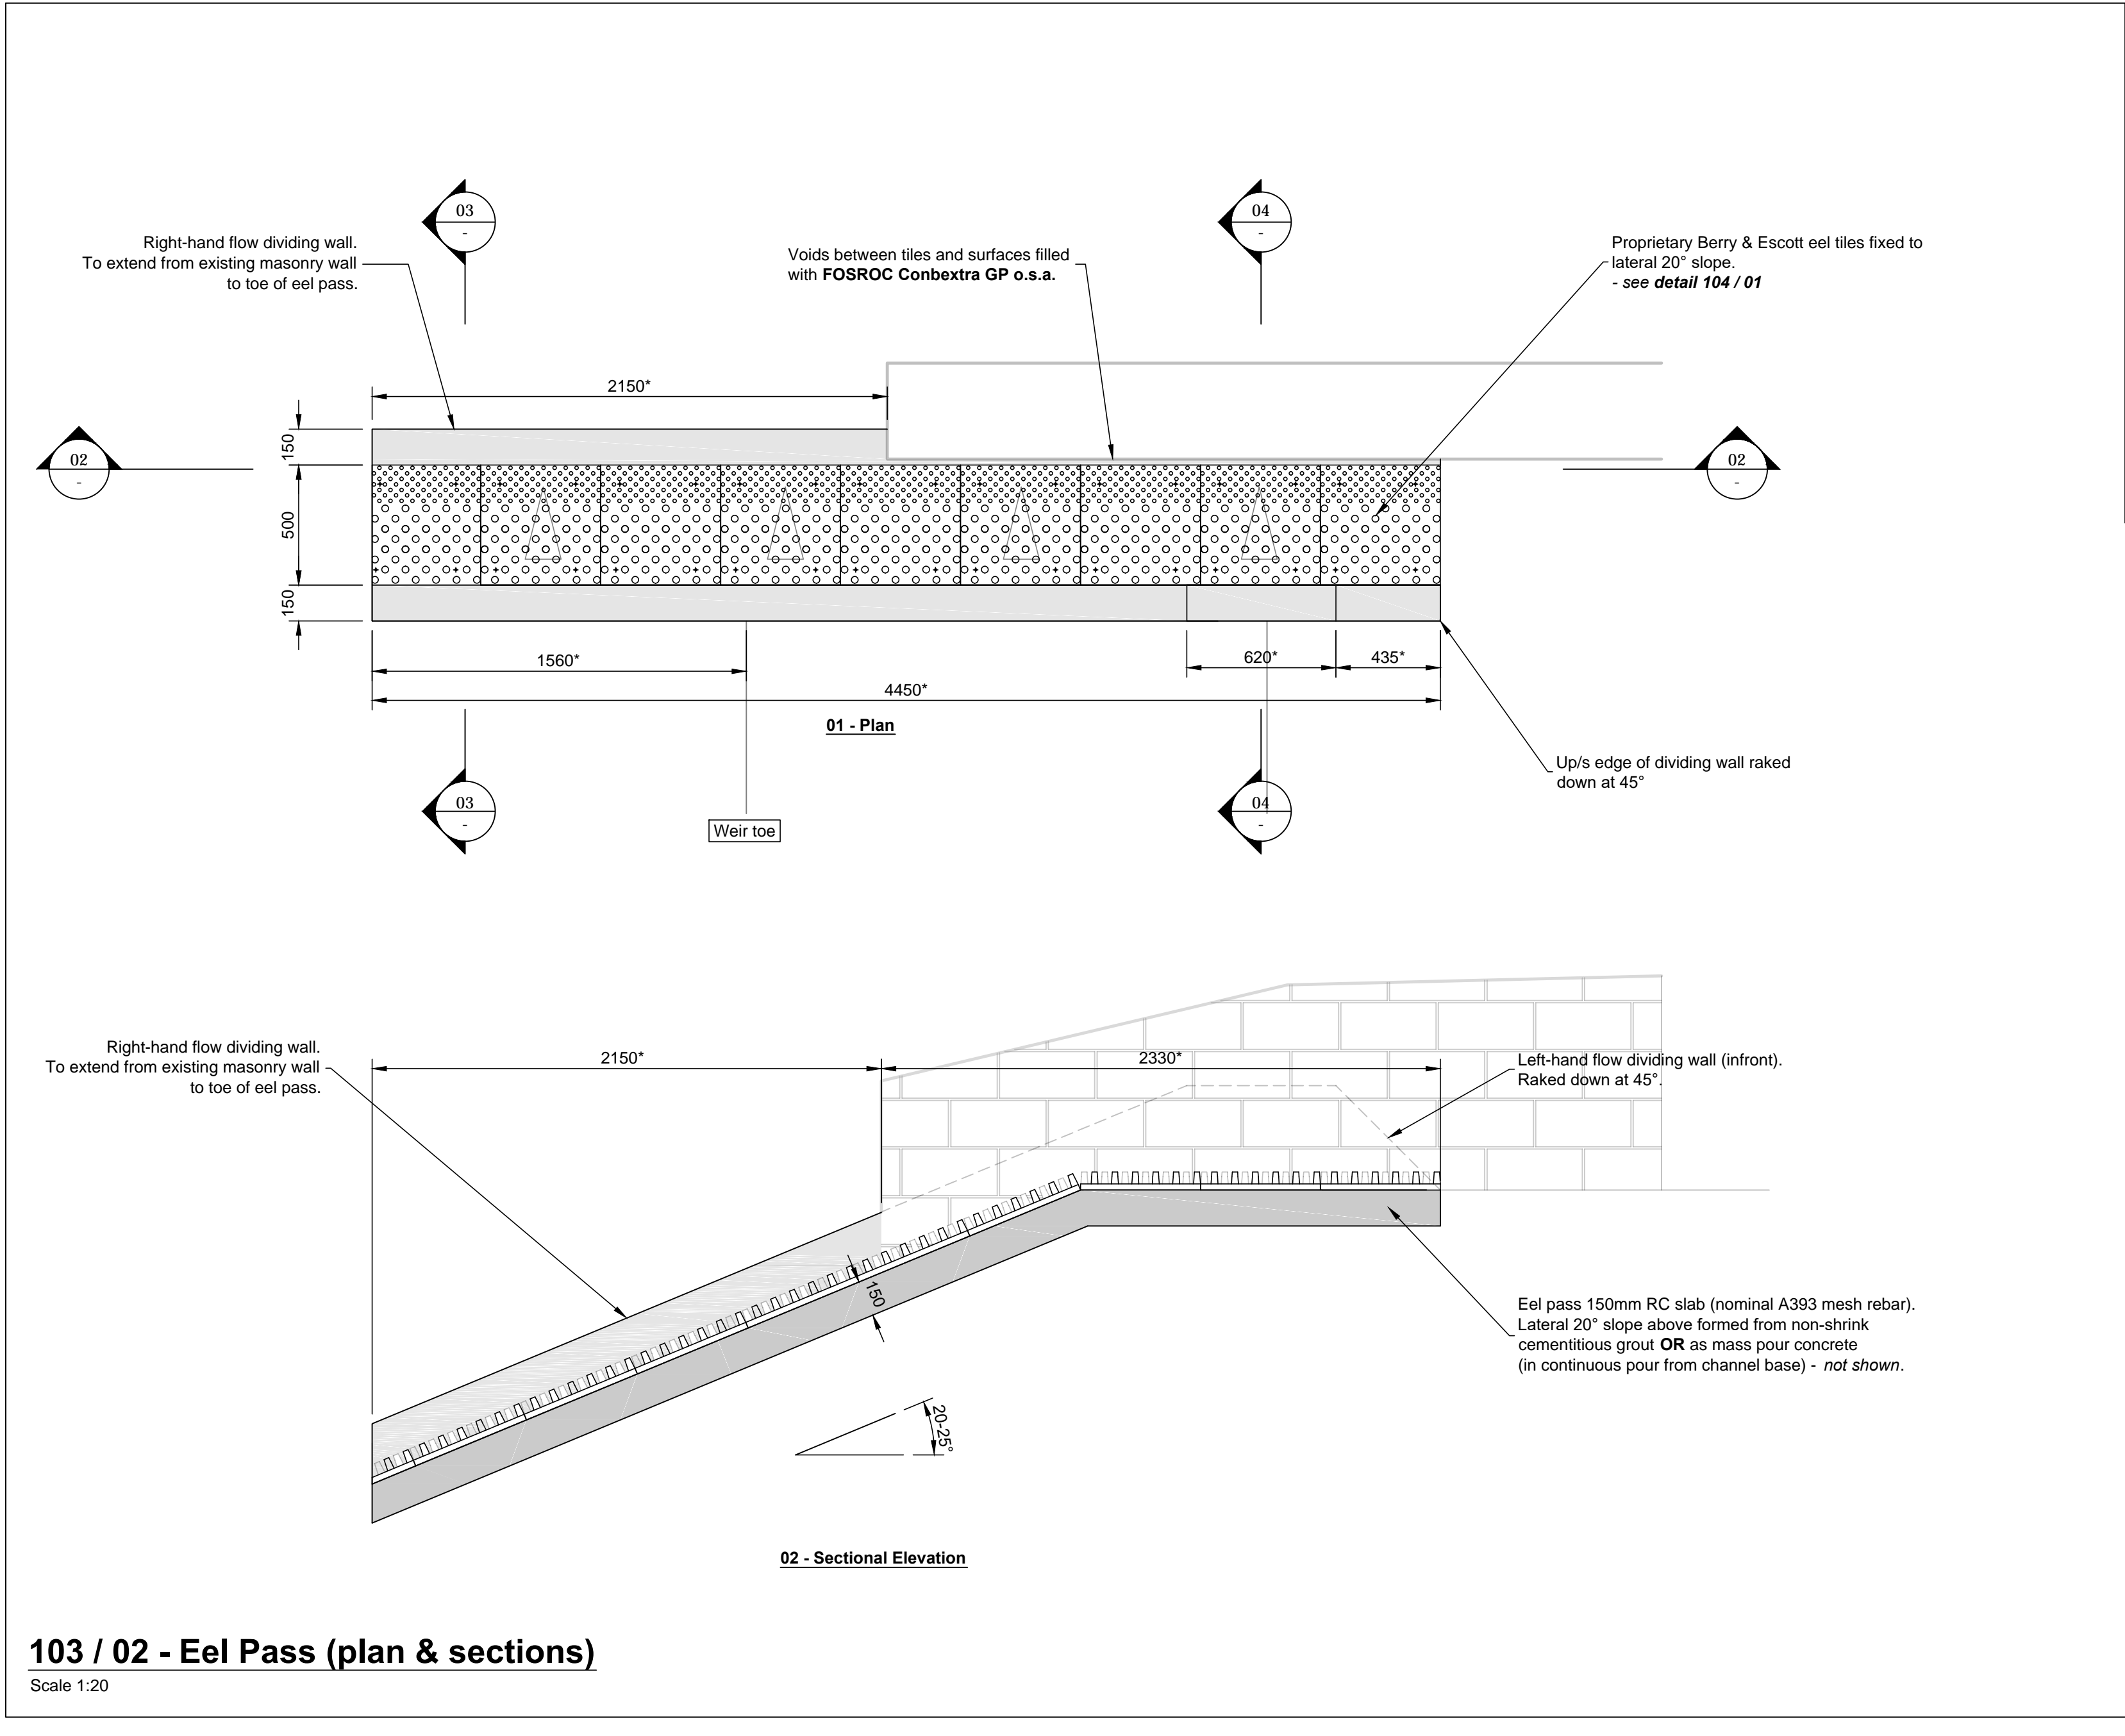 03
-
04
-
Right-hand flow dividing wall.
To extend from existing masonry wall
to toe of eel pass.
Voids between tiles and surfaces filled
with FOSROC Conbextra GP o.s.a.
Proprietary Berry & Escott eel tiles fixed to
lateral 20° slope.
- see detail 104 / 01
2150*
150
500
150
02
-
02
-
1560*
620*
435*
4450*
01 - Plan
Up/s edge of dividing wall raked
down at 45°
03
-
04
-
Weir toe
Right-hand flow dividing wall.
To extend from existing masonry wall
to toe of eel pass.
2150*
2330*
Left-hand flow dividing wall (infront).
Raked down at 45°.
150
Eel pass 150mm RC slab (nominal A393 mesh rebar).
Lateral 20° slope above formed from non-shrink
cementitious grout OR as mass pour concrete
(in continuous pour from channel base) - not shown.
20-25°
02 - Sectional Elevation
103 / 02 - Eel Pass (plan & sections)
Scale 1:20